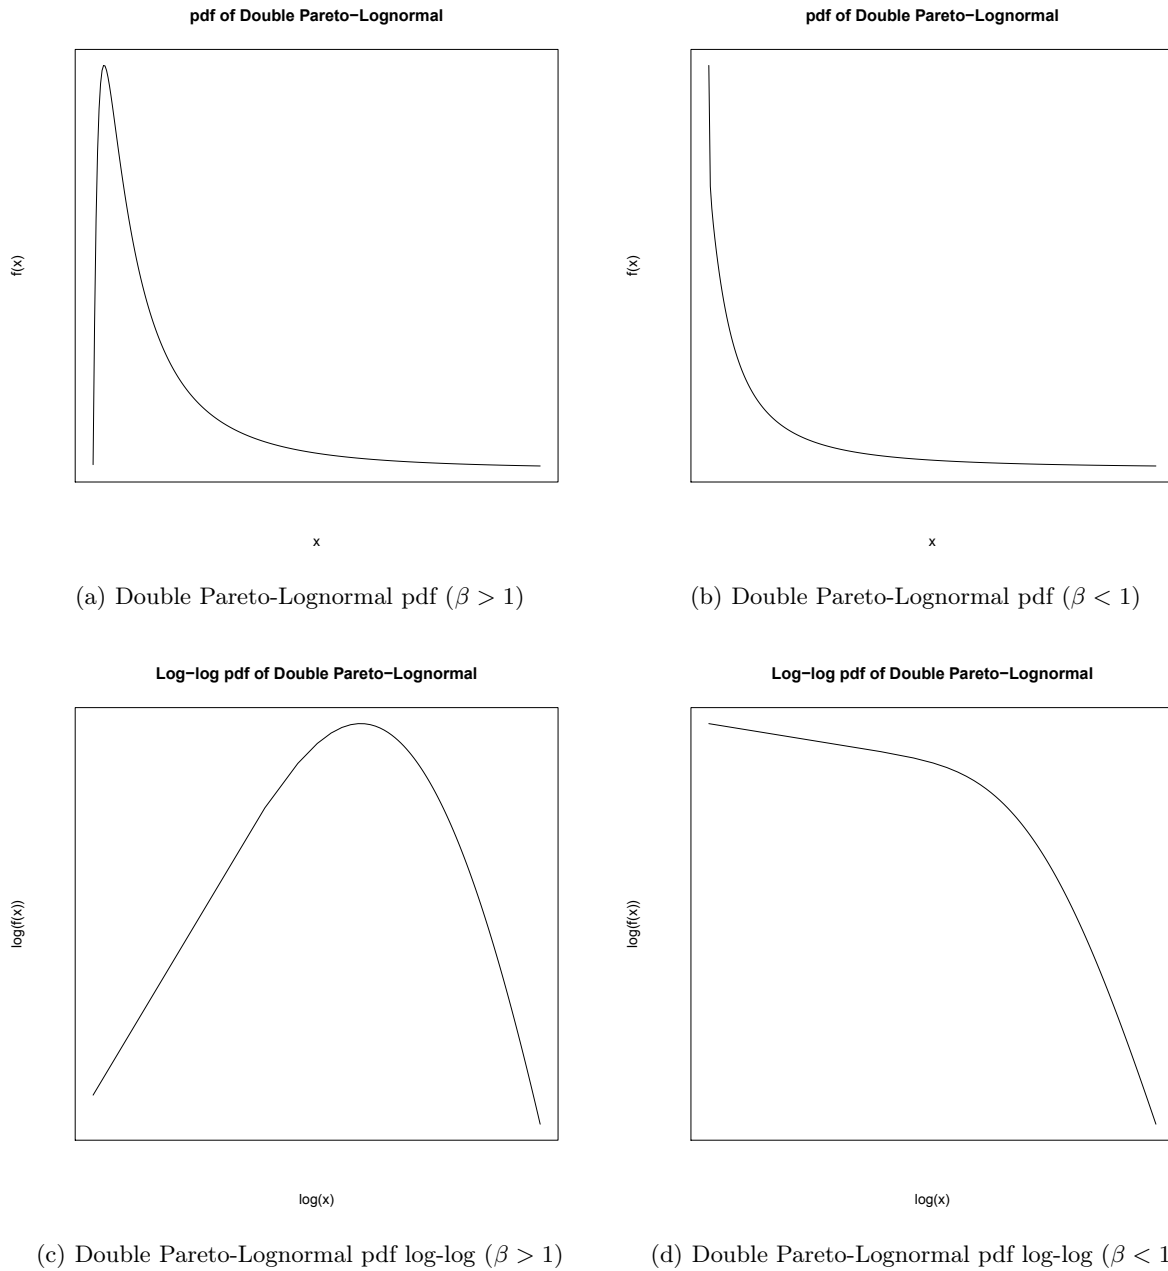 pdf of Double Pareto−Lognormal
pdf of Double Pareto−Lognormal
f(x)
f(x)
x
x
(a) Double Pareto-Lognormal pdf (β > 1)
(b) Double Pareto-Lognormal pdf (β < 1)
Log−log pdf of Double Pareto−Lognormal
Log−log pdf of Double Pareto−Lognormal
log(f(x))
log(f(x))
log(x)
log(x)
(c) Double Pareto-Lognormal pdf log-log (β > 1)
(d) Double Pareto-Lognormal pdf log-log (β < 1